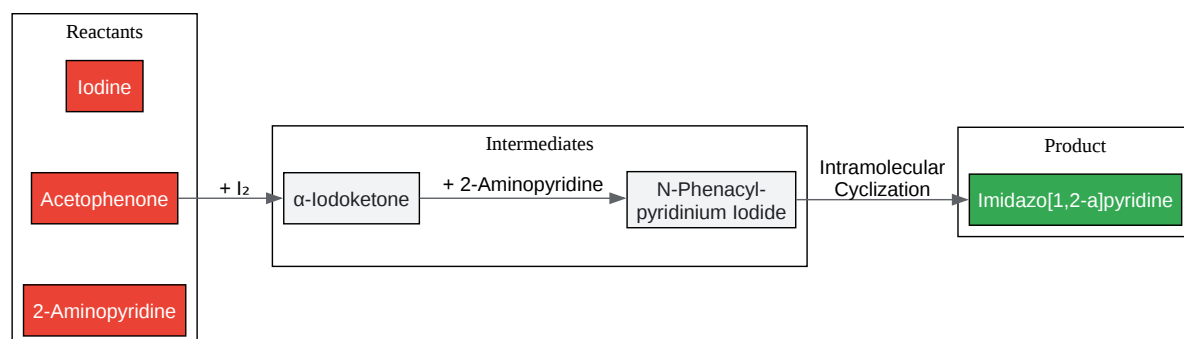 Reactants
Iodine
Acetophenone
2-Aminopyridine
+ I₂
Intermediates
α-Iodoketone
+ 2-Aminopyridine
N-Phenacyl-
pyridinium Iodide
Intramolecular
Cyclization
Product
Imidazo[1,2-a]pyridine